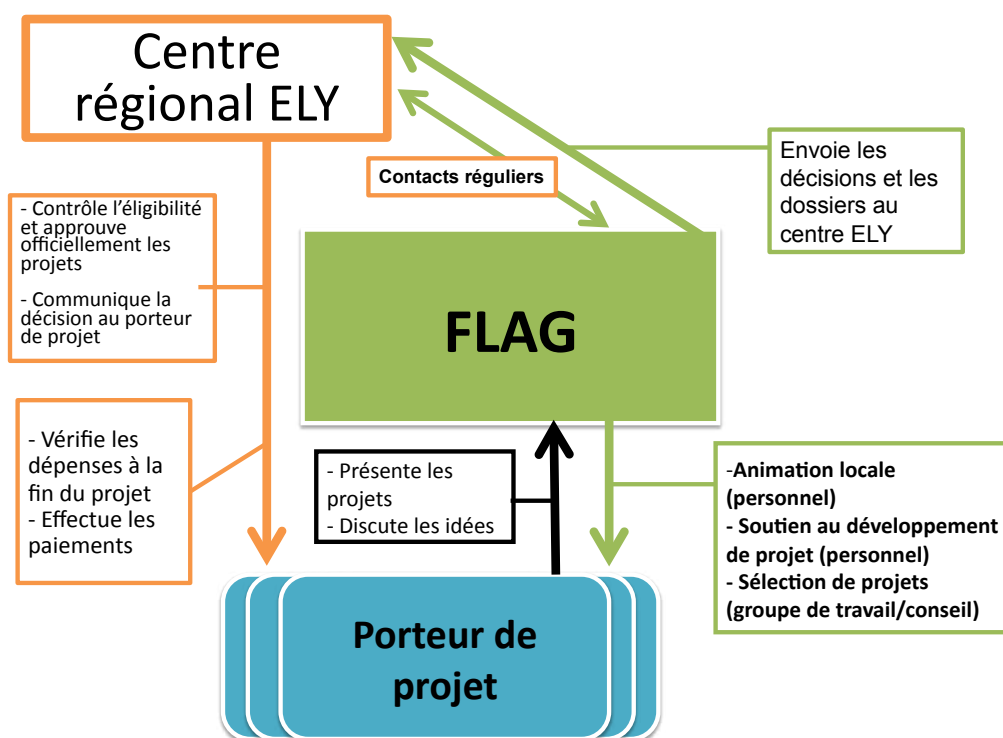 Centre
régional ELY
Contacts réguliers
Envoie les
décisions et les
dossiers au
centre ELY
- Contrôle l’éligibilité
et approuve
officiellement les
projets
- Communique la
décision au porteur
de projet
FLAG
- Vérifie les
dépenses à la
fin du projet
- Effectue les
paiements
- Présente les
projets
- Discute les idées
-Animation locale
(personnel)
- Soutien au développement
de projet (personnel)
- Sélection de projets
(groupe de travail/conseil)
Porteur de
projet